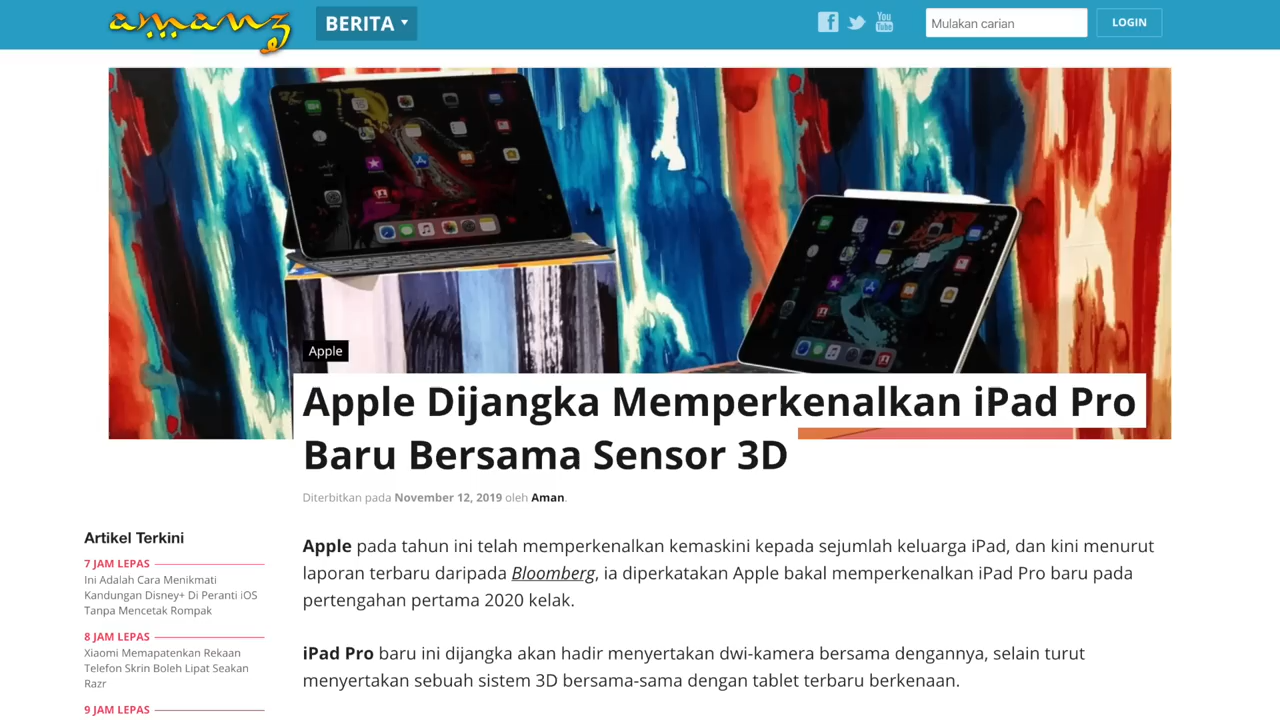 amanz
BERITA
You
Tube
Mulakan carian
LOGIN
Apple
Apple Dijangka Memperkenalkan iPad Pro
Baru Bersama Sensor 3D
Diterbitkan pada November 12, 2019 oleh Aman.
Artikel Terkini
7 JAM LEPAS
Ini Adalah Cara Menikmati
Kandungan Disney+ Di Peranti iOS
Tanpa Mencetak Rompak
8 JAM LEPAS
Xiaomi Mempatenkan Rekaan
Telefon Skrin Boleh Lipat Seakan
Razr
9 JAM LEPAS
Apple pada tahun ini telah memperkenalkan kemaskini kepada sejumlah keluarga iPad, dan kini menurut
laporan terbaru daripada Bloomberg, ia diperkatakan Apple bakal memperkenalkan iPad Pro baru pada
pertengahan pertama 2020 kelak.
iPad Pro baru ini dijangka akan hadir menyertakan dwi-kamera bersama dengannya, selain turut
menyertakan sebuah sistem 3D bersama-sama dengan tablet terbaru berkenaan.